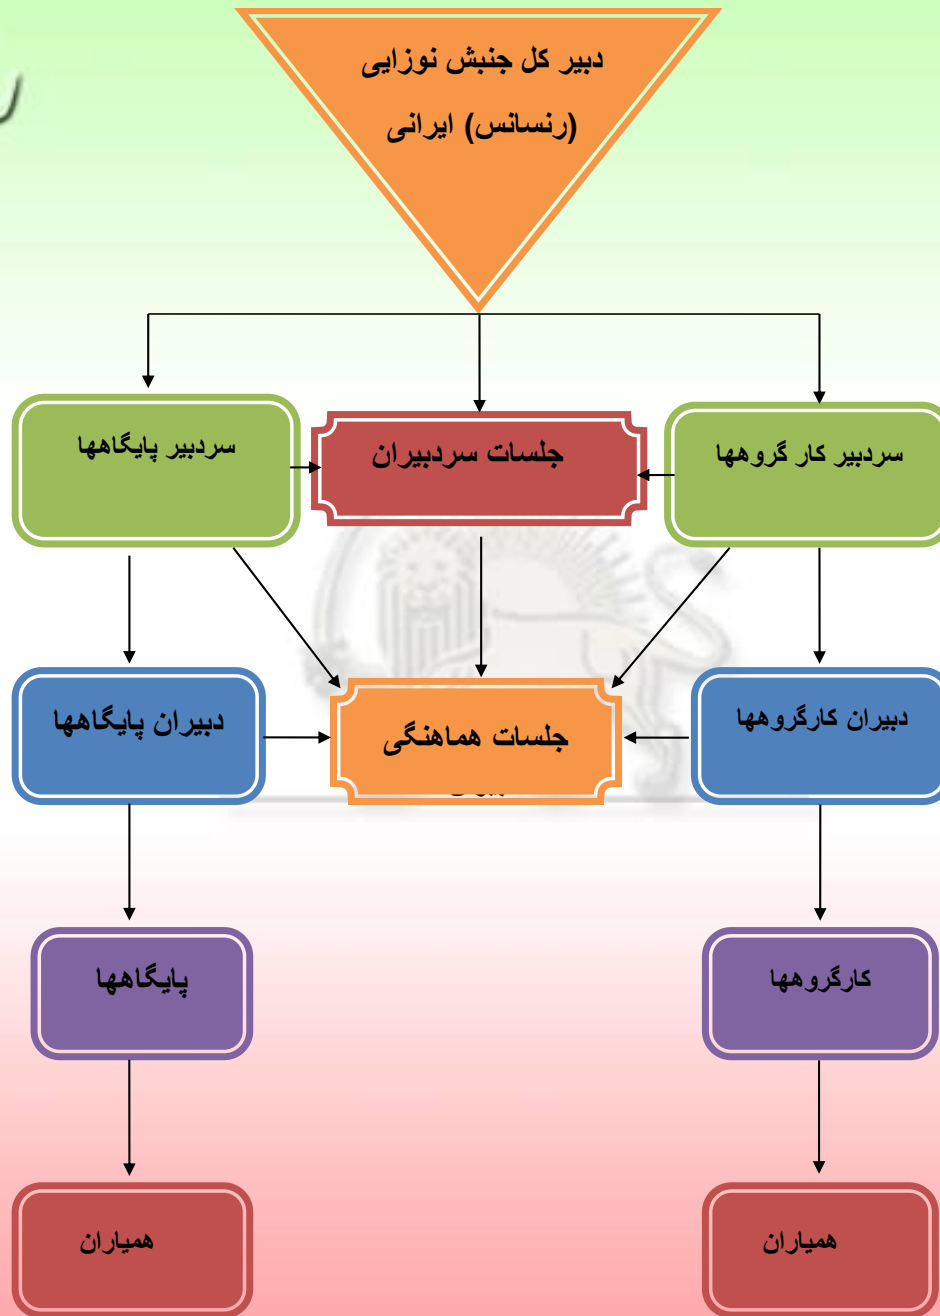 دبیر کل جنبش نوزایی
(رنسانس) ایرانی
سردبیر کار گروهها
جلسات سردبیران
سردبیر پایگاهها
دبیران کارگروهها
جلسات هماهنگی
دبیران پایگاهها
کارگروهها
پایگاهها
همیاران
همیاران